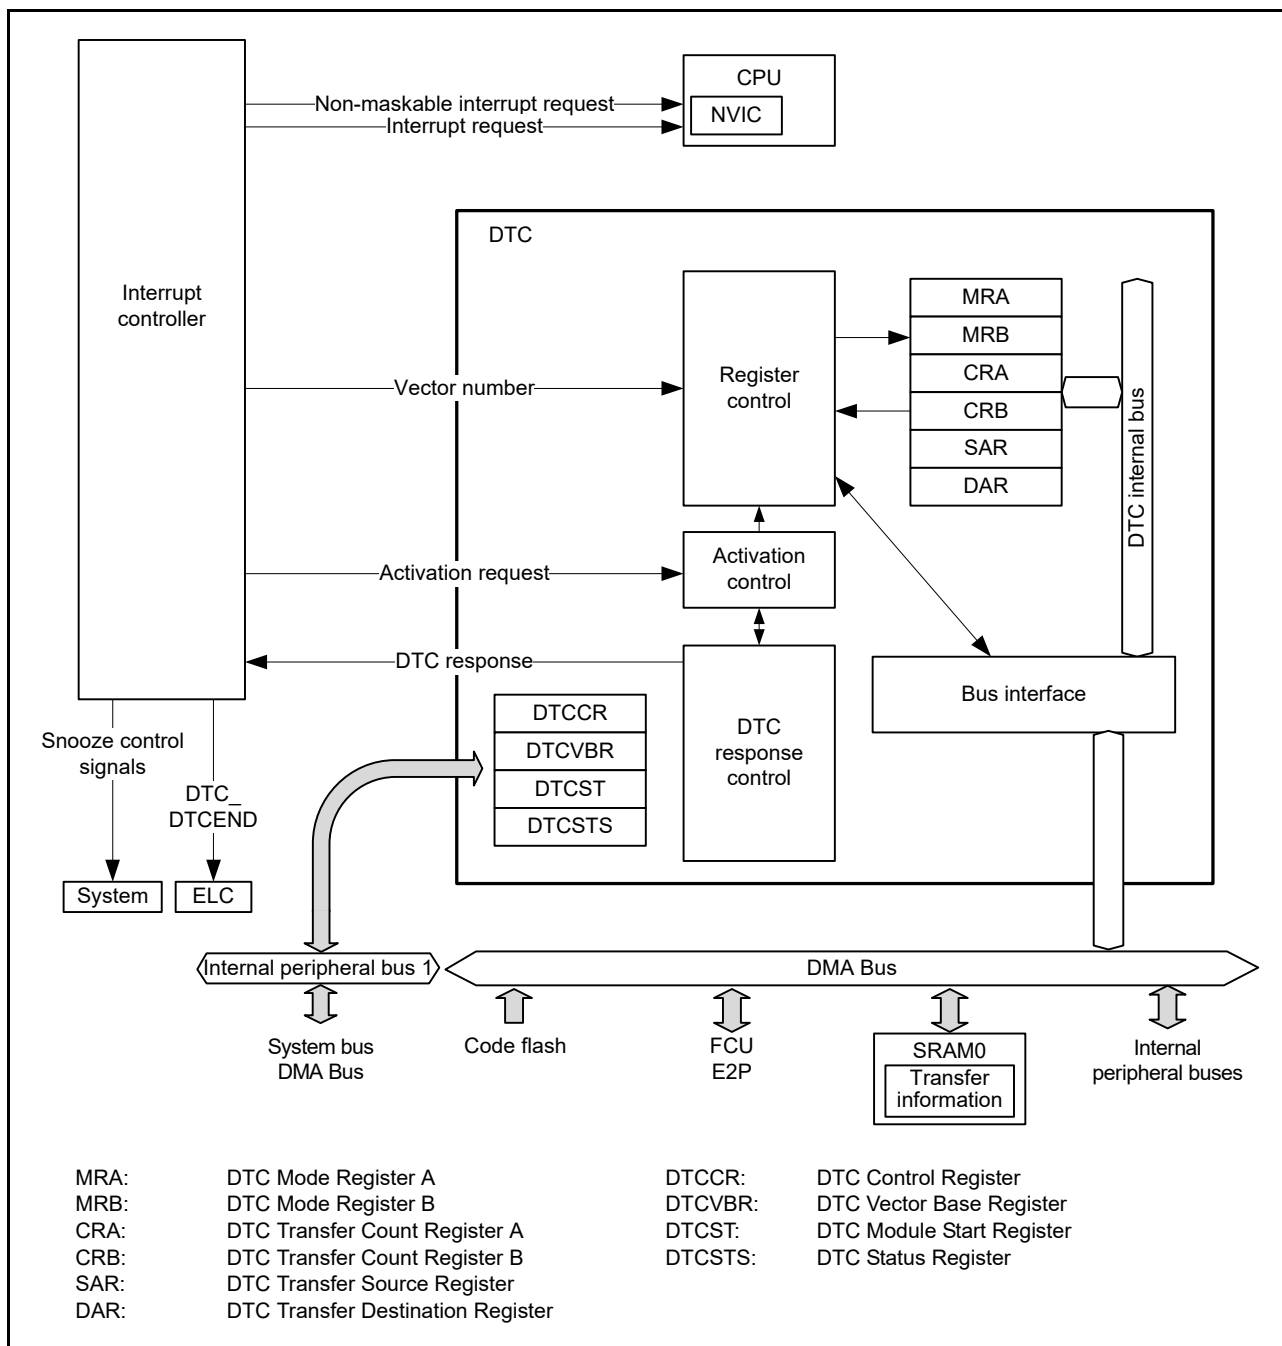 CPU
NVIC
Non-maskable interrupt request
Interrupt request
DTC
Interrupt
controller
Register
control
MRA
MRB
CRA
CRB
SAR
DAR
DTC internal bus
Vector number
Activation request
Activation
control
DTC response
Bus interface
DTC
response
control
DTCCR
DTCVBR
DTCST
DTCSTS
Snooze control
signals
DTC_
DTCEND
System
ELC
Internal peripheral bus 1
DMA Bus
System bus
DMA Bus
Code flash
FCU
E2P
SRAM0
Transfer
information
Internal
peripheral buses
MRA: DTC Mode Register A
MRB: DTC Mode Register B
CRA: DTC Transfer Count Register A
CRB: DTC Transfer Count Register B
SAR: DTC Transfer Source Register
DAR: DTC Transfer Destination Register
DTCCR: DTC Control Register
DTCVBR: DTC Vector Base Register
DTCST: DTC Module Start Register
DTCSTS: DTC Status Register